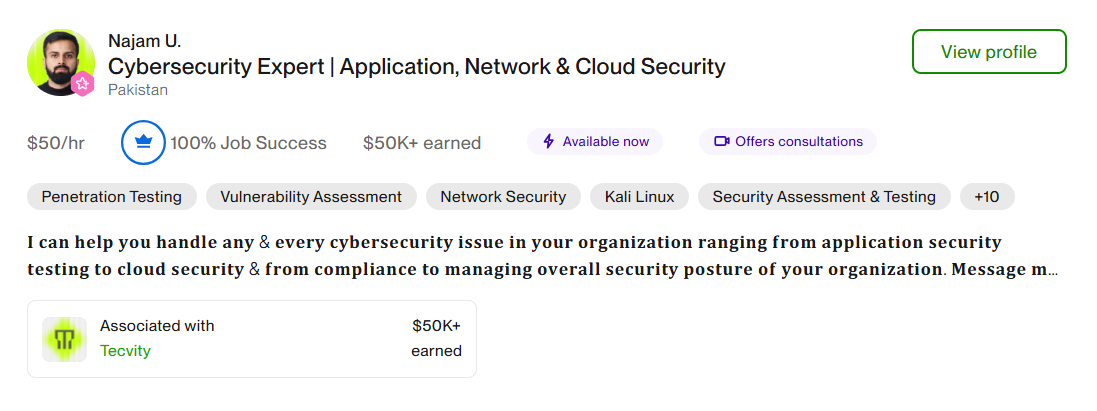 Najam U.
Cybersecurity Expert | Application, Network & Cloud Security
Pakistan
View profile
$50/hr
100% Job Success
$50K+ earned
Available now
Offers consultations
Penetration Testing
Vulnerability Assessment
Network Security
Kali Linux
Security Assessment & Testing
+10
I can help you handle any & every cybersecurity issue in your organization ranging from application security
testing to cloud security & from compliance to managing overall security posture of your organization. Message m...
Associated with
Tecvity
$50K+
earned